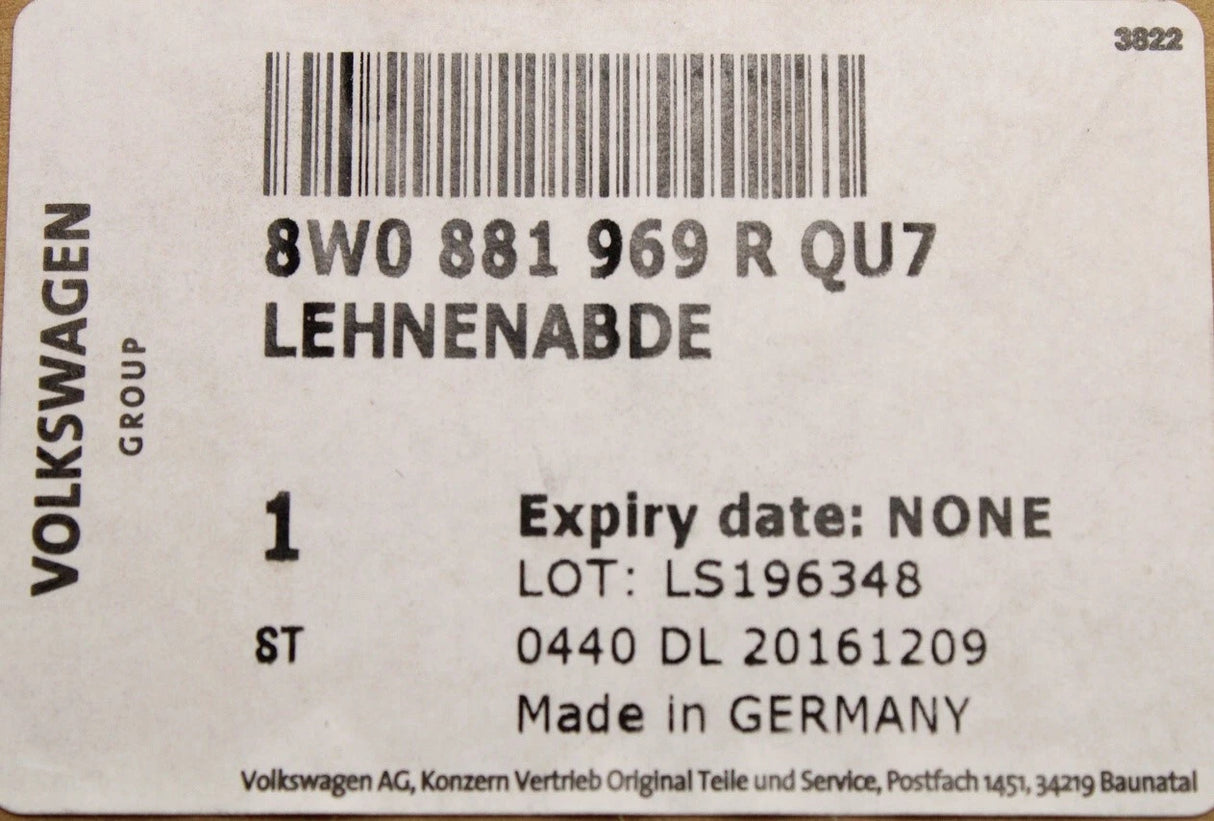 3822
8W0 881 969 R QU7
LEHNENABDE
VOLKSWAGEN
GROUP
1
Expiry date: NONE
LOT: LS196348
ST
0440 DL 20161209
Made in GERMANY
Volkswagen AG, Konzern Vertrieb Original Teile und Service, Postfach 1451, 34219 Baunatal